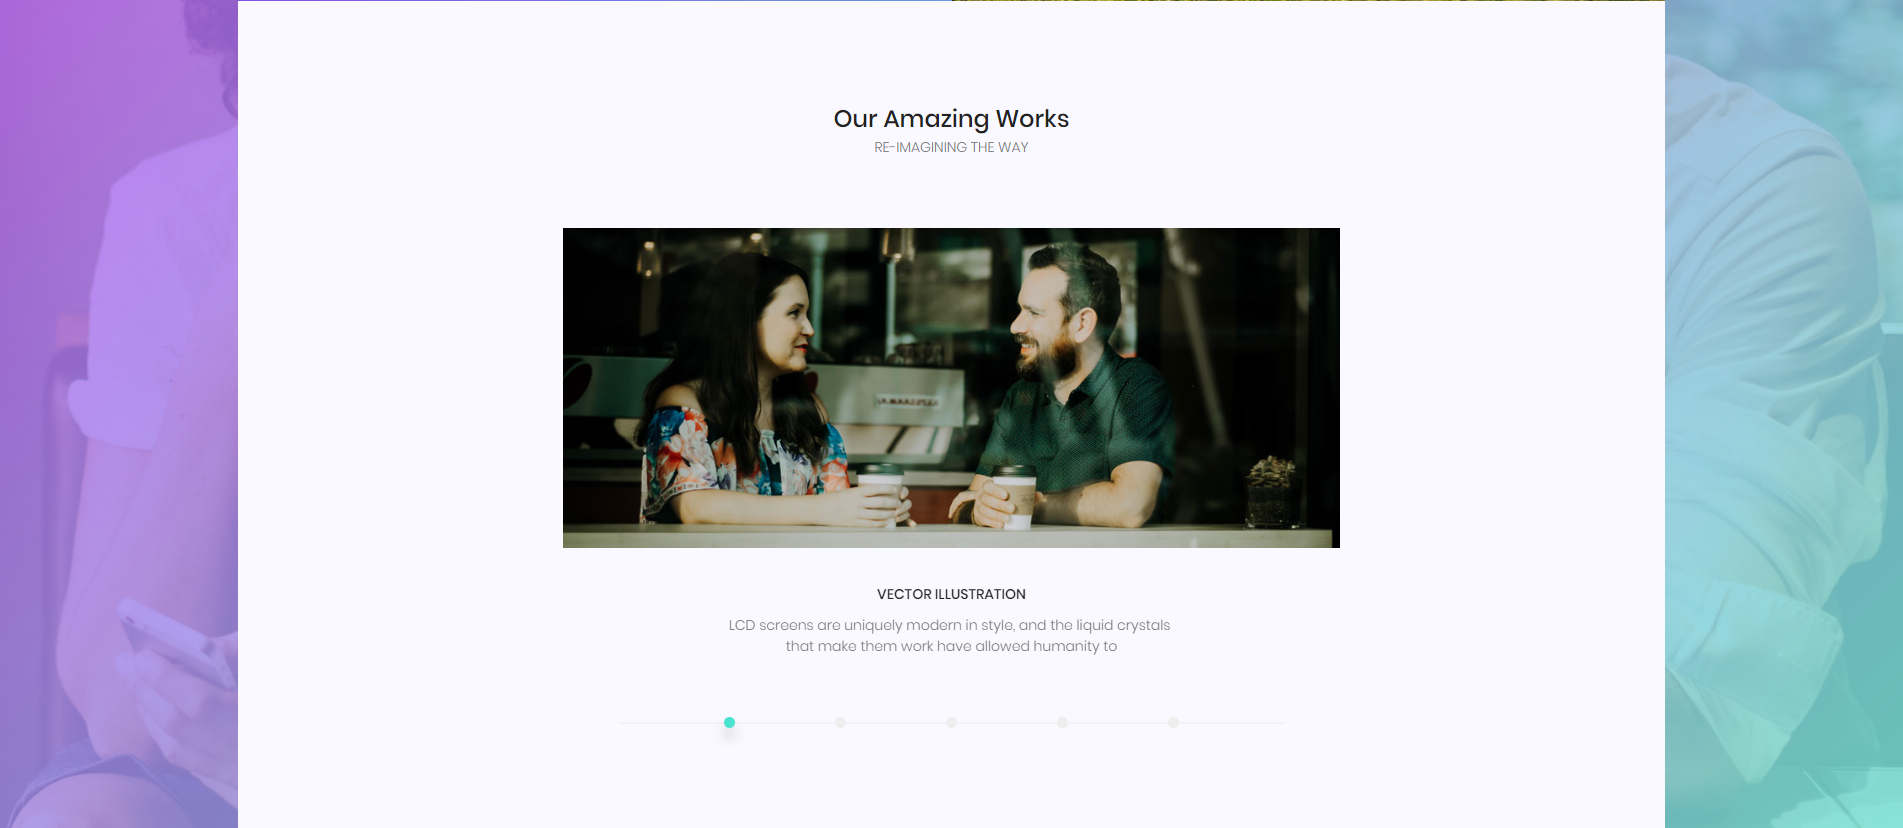 Our Amazing Works
RE-IMAGINING THE WAY
VECTOR ILLUSTRATION
LCD screens are uniquely modern in style, and the liquid crystals
that make them work have allowed humanity to